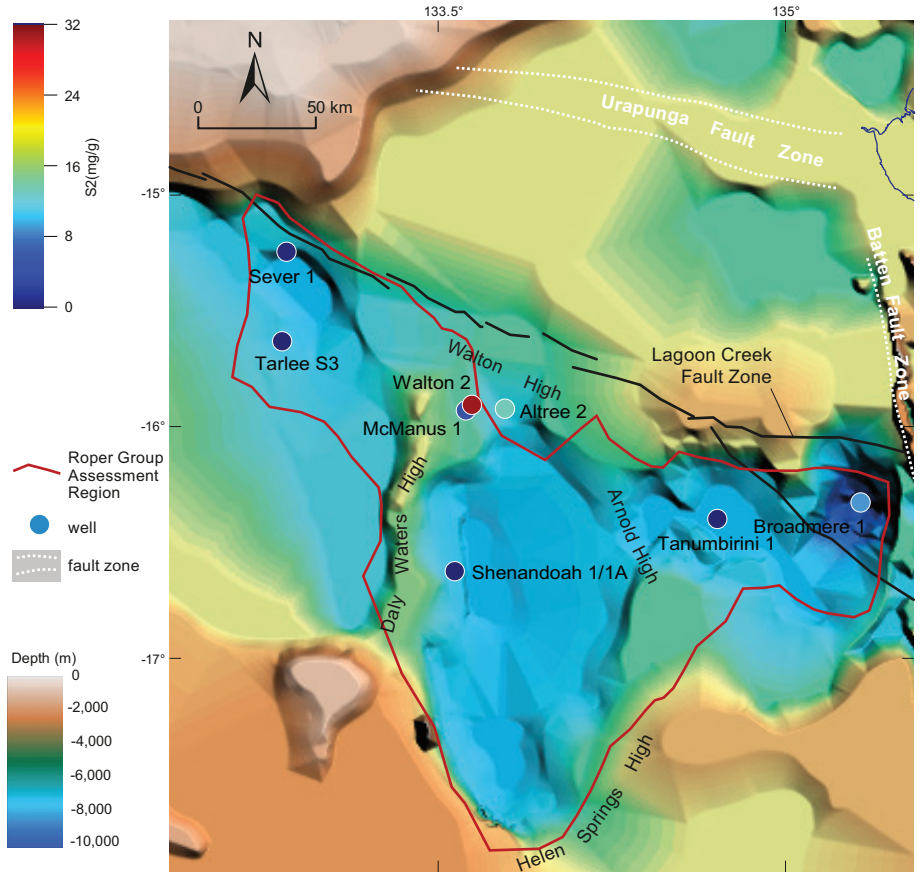 133.5°
135°
32
24
16
8
0
S2(mg/g)
N
0
50 km
Urapunga Fault Zone
-15°
Batten Fault Zone
Sever 1
Tarlee S3
Walton High
Lagoon Creek
Fault Zone
Walton 2
Altree 2
McManus 1
-16°
Roper Group
Assessment
Region
well
fault zone
Daly Waters High
Arnold High
Broadmere 1
Tanumbirini 1
Shenandoah 1/1A
-17°
Depth (m)
0
-2,000
-4,000
-6,000
-8,000
-10,000
Helen Springs High